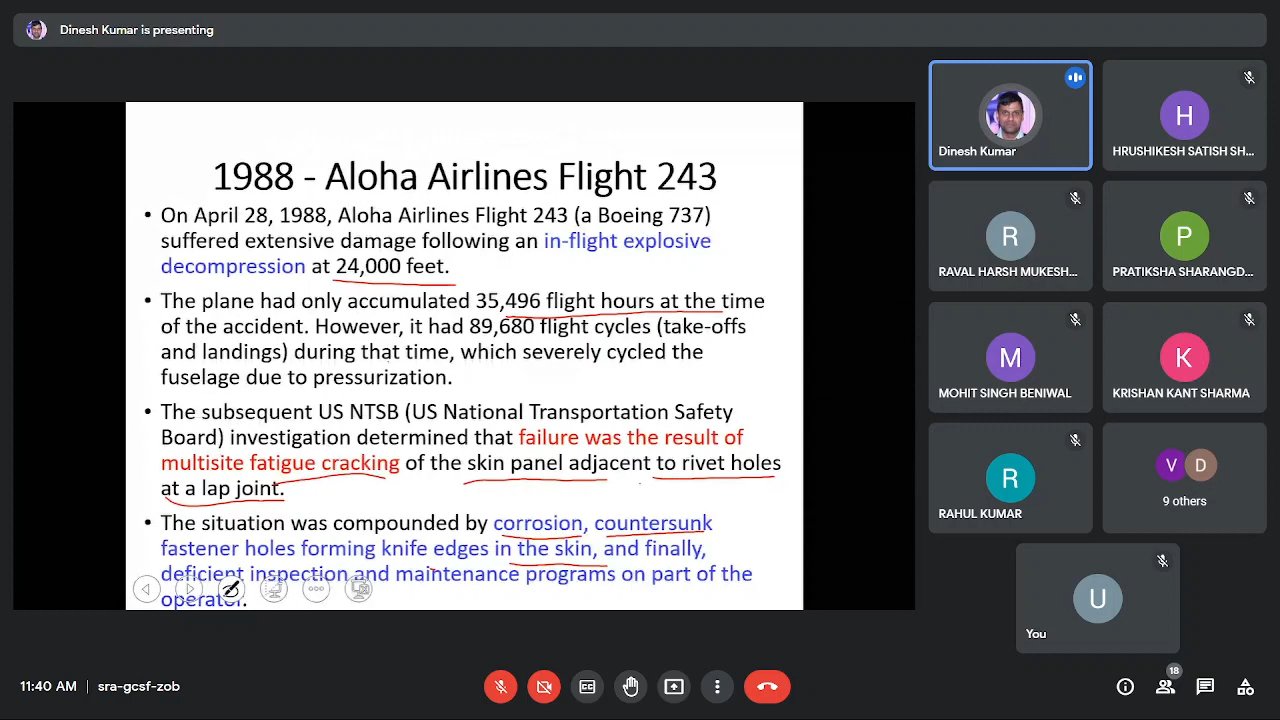 Dinesh Kumar is presenting
1988 - Aloha Airlines Flight 243
• On April 28, 1988, Aloha Airlines Flight 243 (a Boeing 737)
suffered extensive damage following an in-flight explosive
decompression at 24,000 feet.
• The plane had only accumulated 35,496 flight hours at the time
of the accident. However, it had 89,680 flight cycles (take-offs
and landings) during that time, which severely cycled the
fuselage due to pressurization.
• The subsequent US NTSB (US National Transportation Safety
Board) investigation determined that failure was the result of
multisite fatigue cracking of the skin panel adjacent to rivet holes
at a lap joint.
• The situation was compounded by corrosion, countersunk
fastener holes forming knife edges in the skin, and finally,
deficient inspection and maintenance programs on part of the
operator.
Dinesh Kumar
H
HRUSHIKESH SATISH SH...
R
RAVAL HARSH MUKESH...
P
PRATIKSHA SHARANGD...
M
MOHIT SINGH BENIWAL
K
KRISHAN KANT SHARMA
R
RAHUL KUMAR
V D
9 others
U
You
11:40 AM | sra-gcsf-zob
18